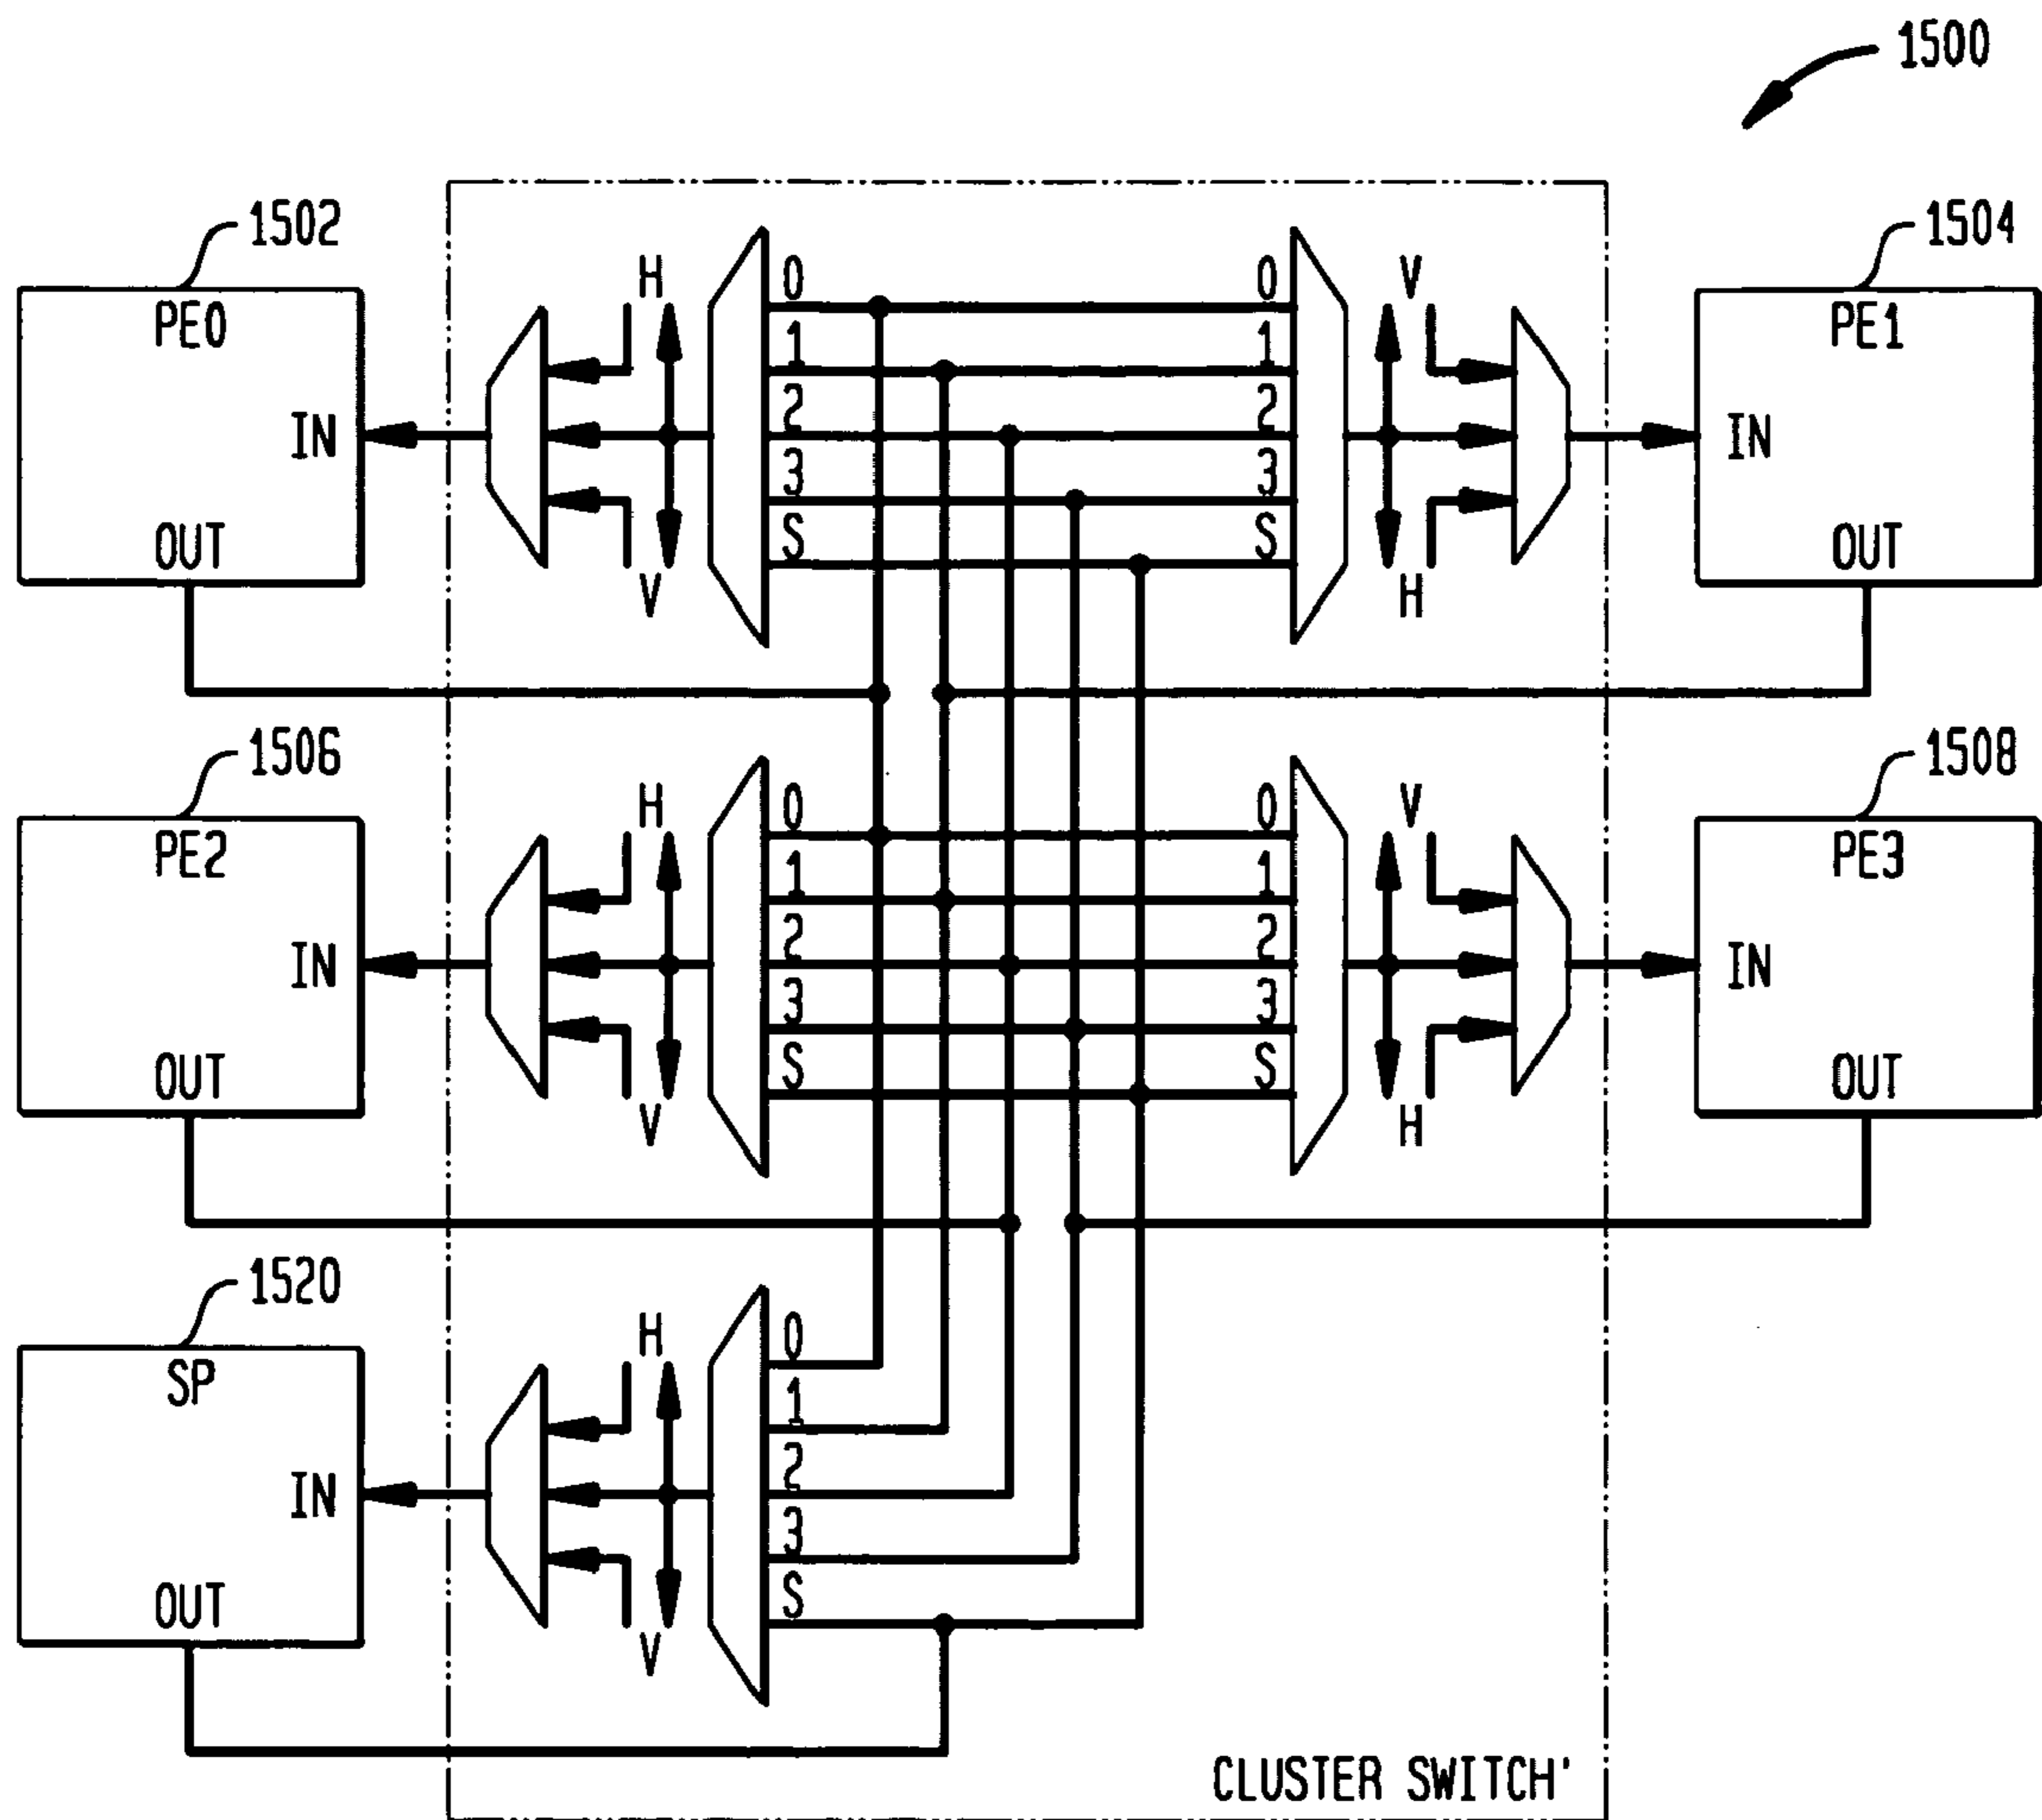 1500
1502
1504
PE0
IN
OUT
H
V
0
1
2
3
S
0
1
2
3
S
V
H
PE1
IN
OUT
1506
1508
PE2
IN
OUT
H
V
0
1
2
3
S
0
1
2
3
S
V
H
PE3
IN
OUT
1520
SP
IN
OUT
H
V
0
1
2
3
S
CLUSTER SWITCH'